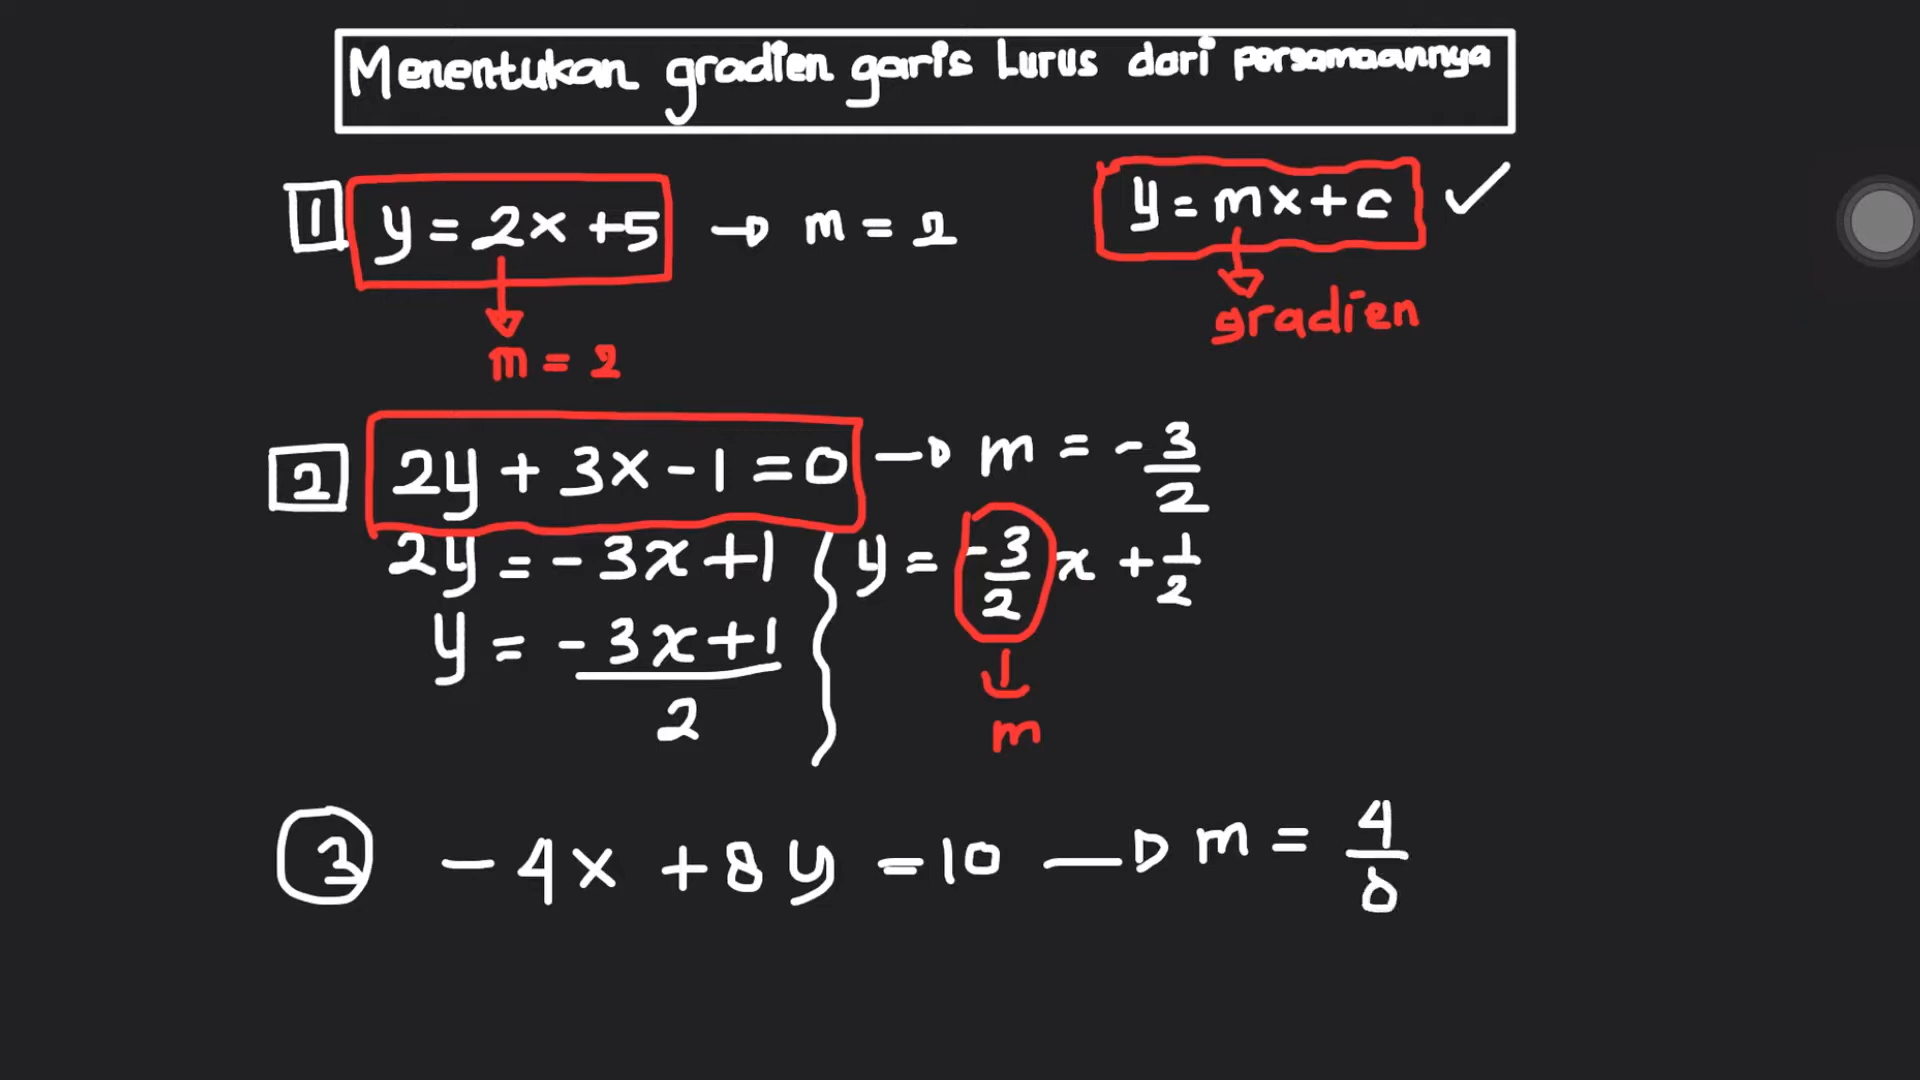 Menentukan gradien garis Lurus dari persamaannya
1 y = 2x +5 → m = 2
y = mx + c ✓
m = 2
gradien
2 2y + 3x - 1 = 0 → m = -3/2
2y = - 3x + 1
y = -3/2 x + 1/2
y = - 3x + 1 / 2
m
3 - 4x + 8y = 10 → m = 4/0